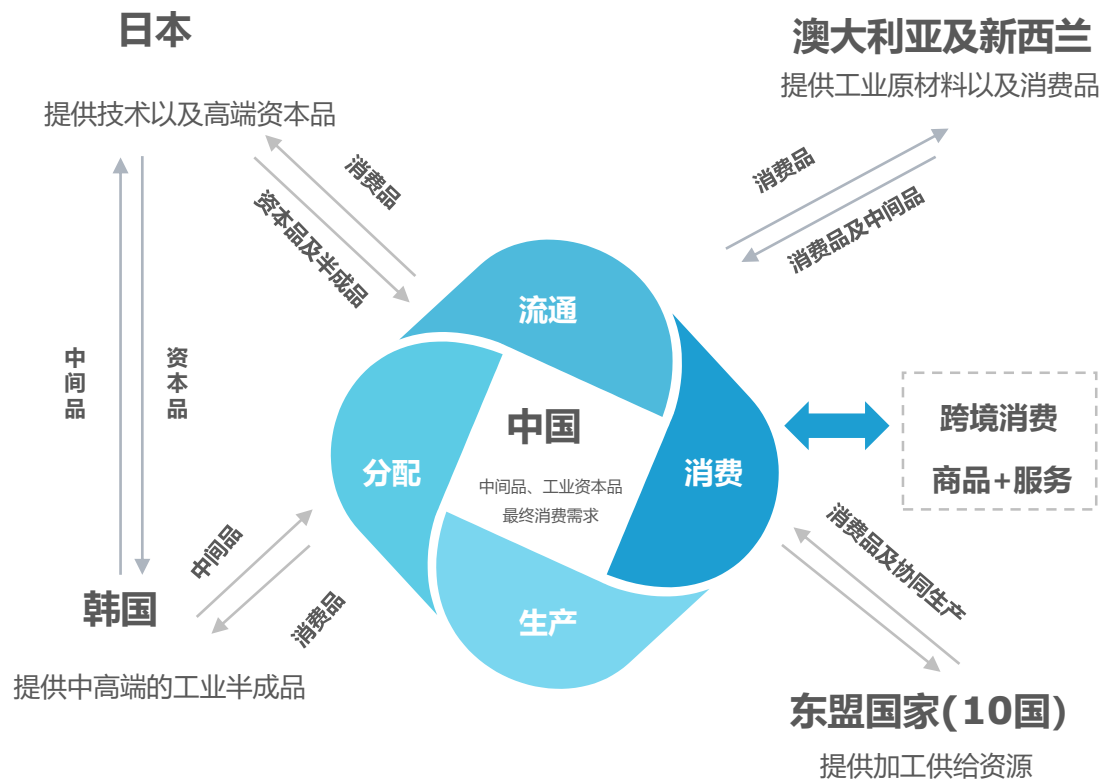 日本
提供技术以及高端资本品
澳大利亚及新西兰
提供工业原材料以及消费品
消费品
资本品及半成品
消费品
消费品及中间品
中间品
资本品
流通
分配
中国
中间品、工业资本品
最终消费需求
消费
生产
跨境消费
商品+服务
中间品
消费品
韩国
提供中高端的工业半成品
消费品及协同生产
东盟国家(10国)
提供加工供给资源